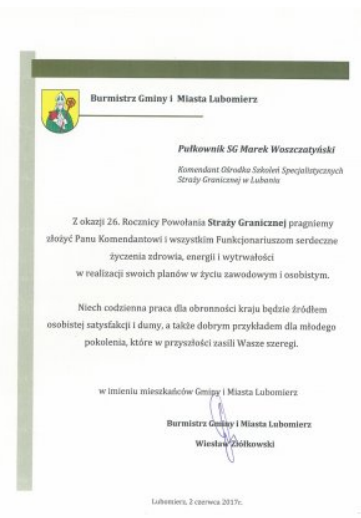 Burmistrz Gminy i Miasta Lubomierz
Pułkownik SG Marek Woszczatyński
Komendant Ośrodka Szkoleń Specjalistycznych
Straży Granicznej w Lubaniu
Z okazji 26. Rocznicy Powołania Straży Granicznej pragniemy
złożyć Panu Komendantowi i wszystkim Funkcjonariuszom serdeczne
życzenia zdrowia, energii i wytrwałości
w realizacji swoich planów w życiu zawodowym i osobistym.
Niech codzienna praca dla obronności kraju będzie źródłem
osobistej satysfakcji i dumy, a także dobrym przykładem dla młodego
pokolenia, które w przyszłości zasili Wasze szeregi.
w imieniu mieszkańców Gminy i Miasta Lubomierz
Burmistrz Gminy i Miasta Lubomierz
Wiesław Ziółkowski
Lubomierz, 2 czerwca 2017r.